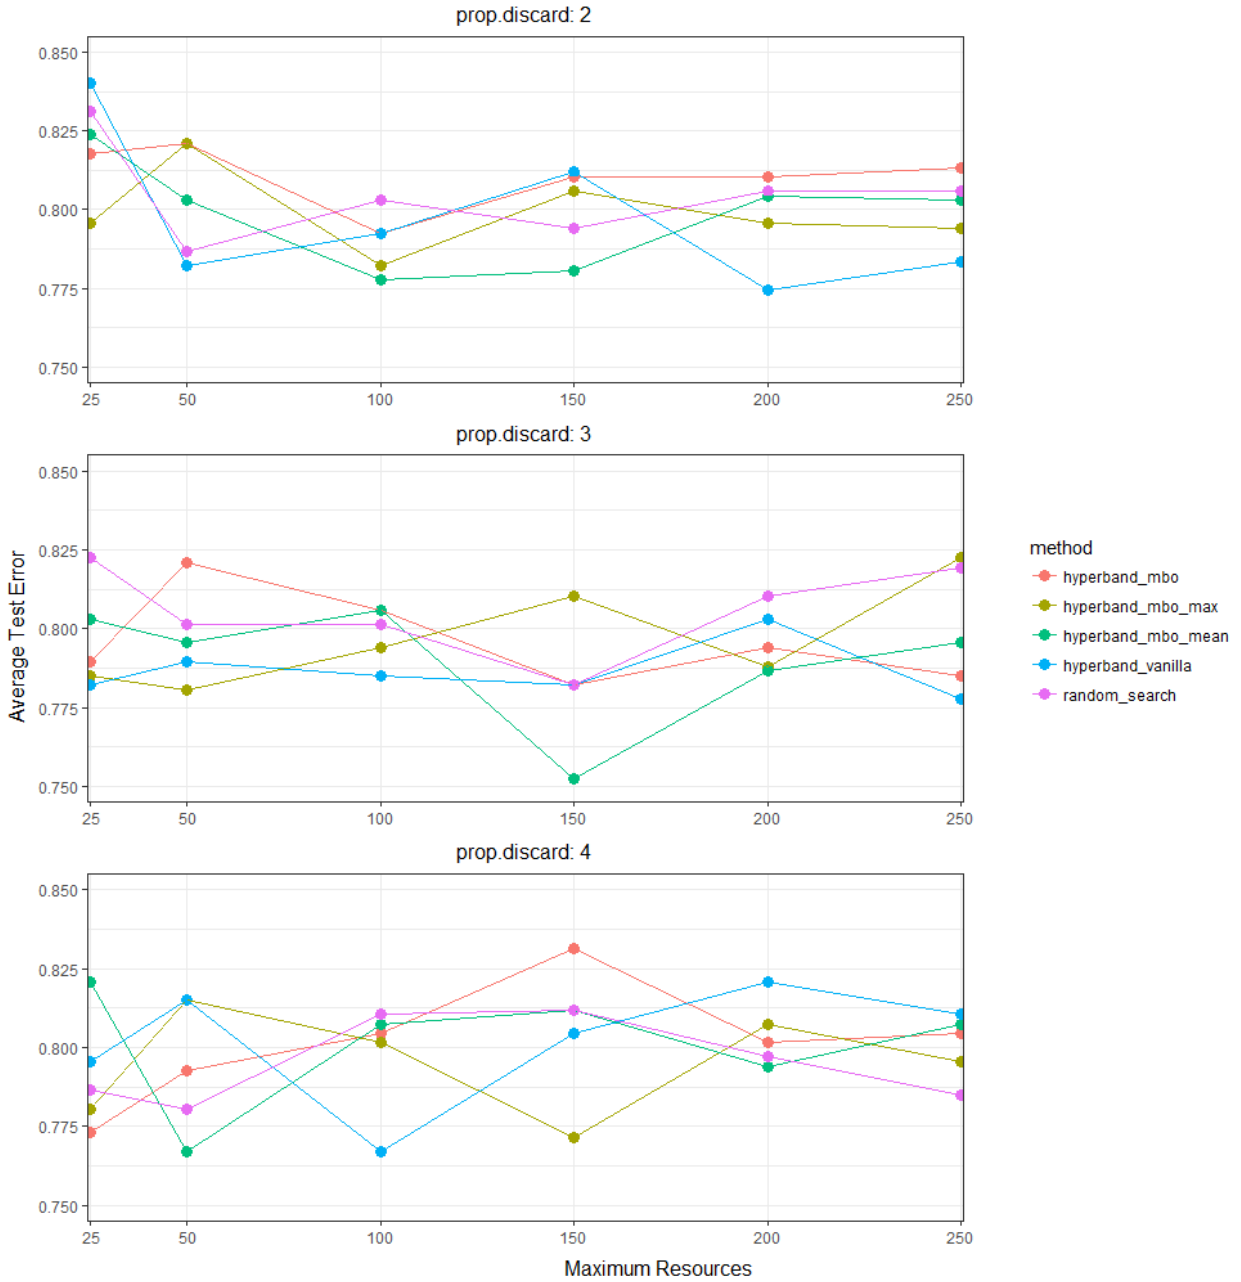 prop.discard: 2
0.850
0.825
0.800
0.775
0.750
25 50 100 150 200 250
prop.discard: 3
0.850
0.825
0.800
0.775
0.750
25 50 100 150 200 250
prop.discard: 4
0.850
0.825
0.800
0.775
0.750
25 50 100 150 200 250
Average Test Error
Maximum Resources
method
hyperband_mbo
hyperband_mbo_max
hyperband_mbo_mean
hyperband_vanilla
random_search